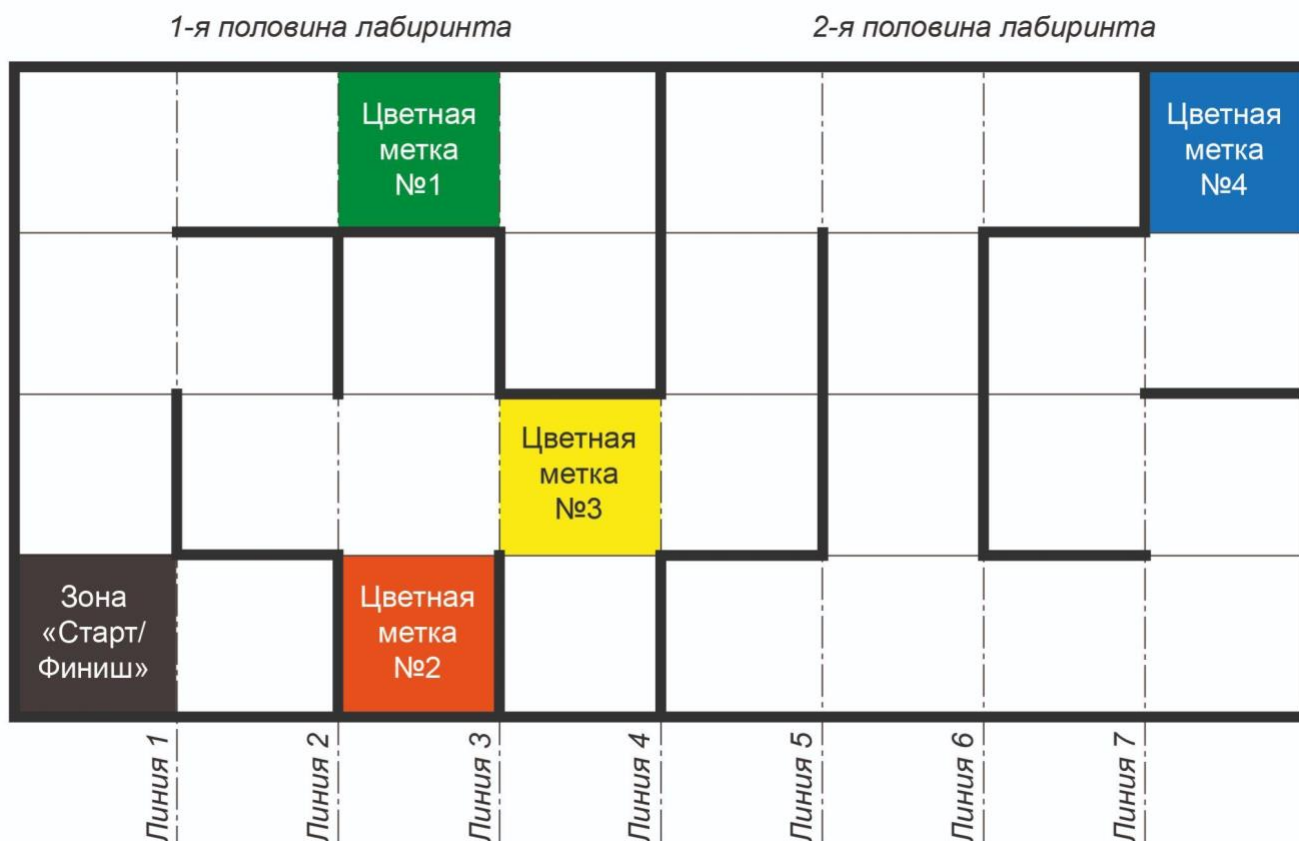 1-я половина лабиринта
2-я половина лабиринта
Цветная
метка
№1
Цветная
метка
№4
Цветная
метка
№3
Зона
«Старт/
Финиш»
Цветная
метка
№2
Линия 1
Линия 2
Линия 3
Линия 4
Линия 5
Линия 6
Линия 7